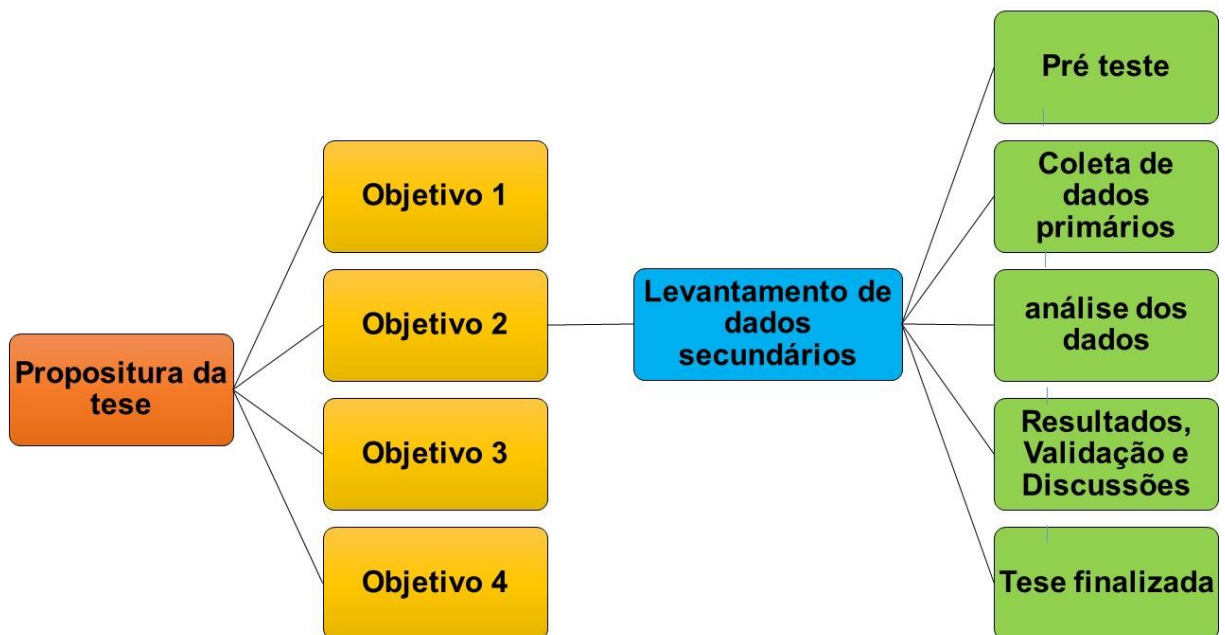 Propositura da
tese
Objetivo 1
Objetivo 2
Objetivo 3
Objetivo 4
Levantamento de
dados
secundários
Pré teste
Coleta de
dados
primários
análise dos
dados
Resultados,
Validação e
Discussões
Tese finalizada